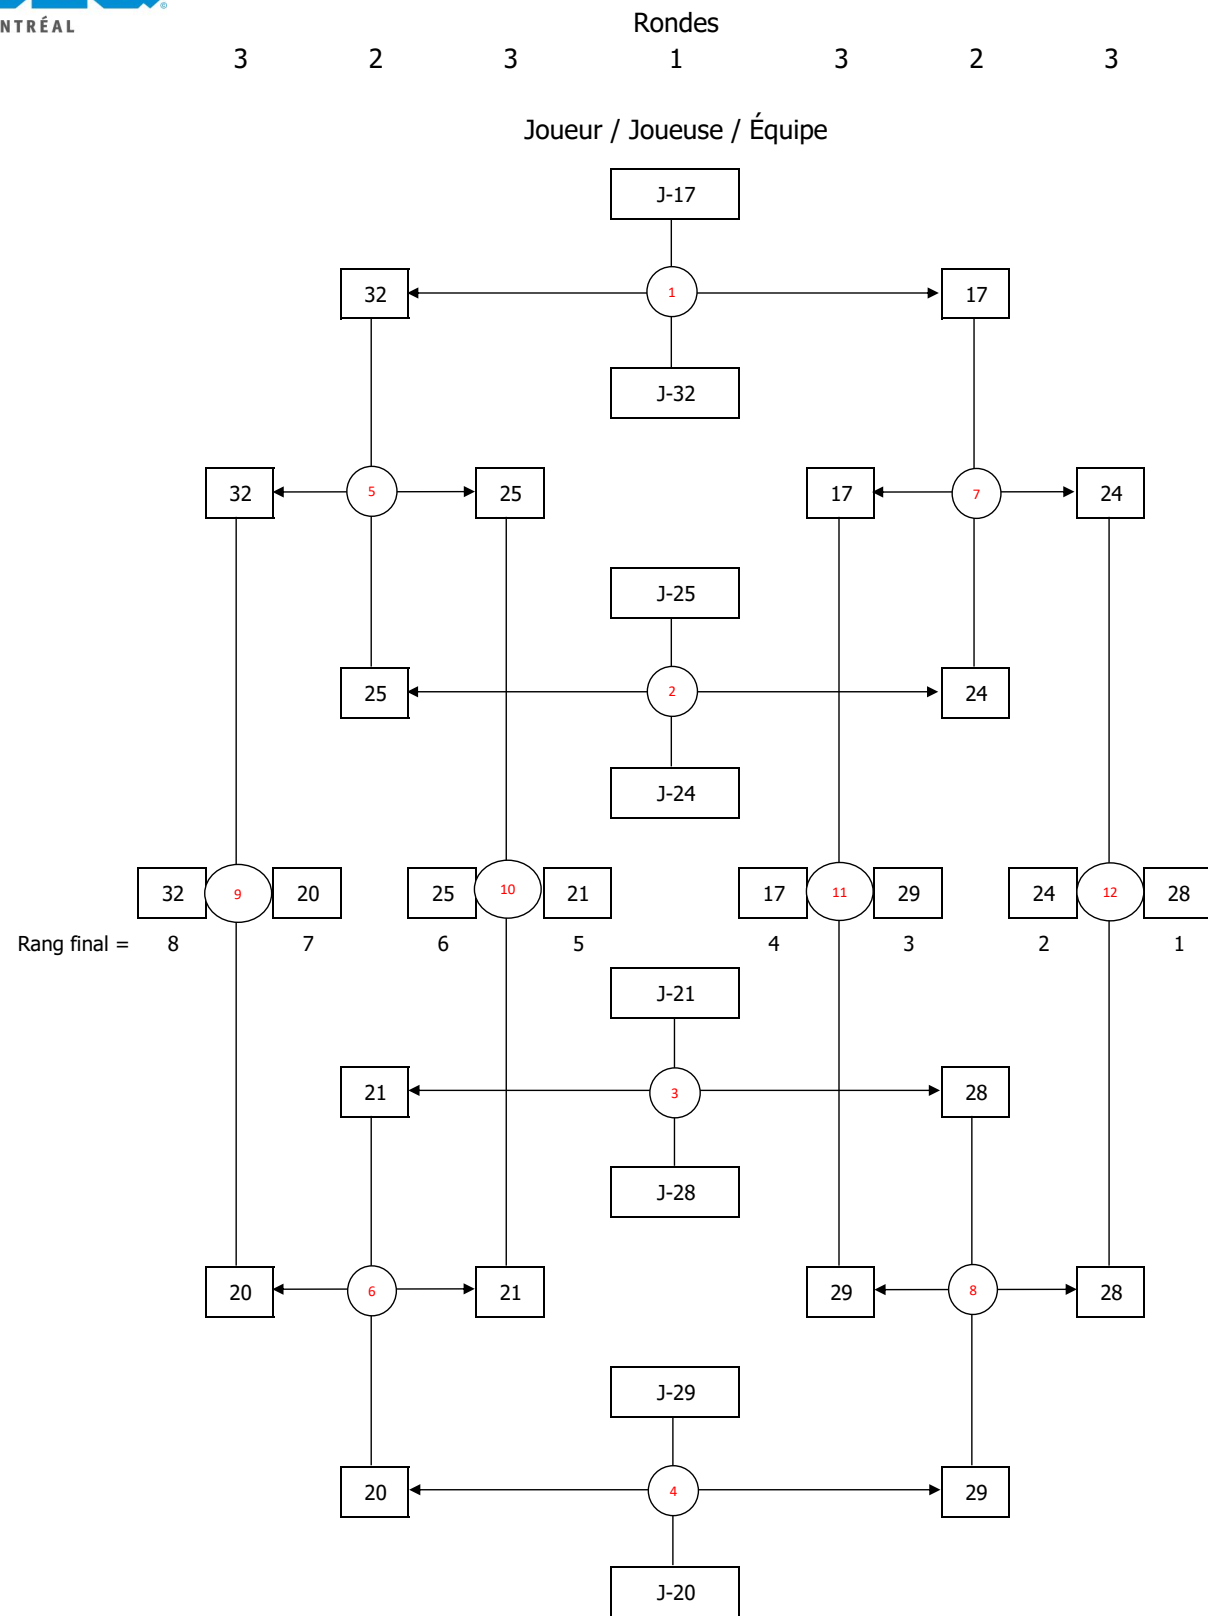 NTRÉAL ©
Rondes
3 2 3 1 3 2 3
Joueur / Joueuse / Équipe
J-17
32 1 17
J-32
32 5 25 17 7 24
J-25
25 2 24
J-24
32 9 20 25 10 21 17 11 29 24 12 28
Rang final = 8 7 6 5 4 3 2 1
J-21
21 3 28
J-28
20 6 21 29 8 28
J-29
20 4 29
J-20